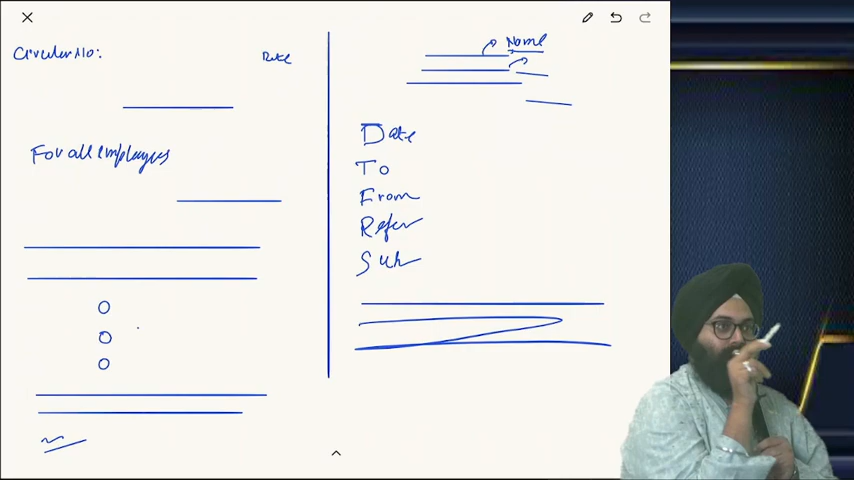 Circular No:
Date
For all employees
Name
Date
To
From
Refer
Sub